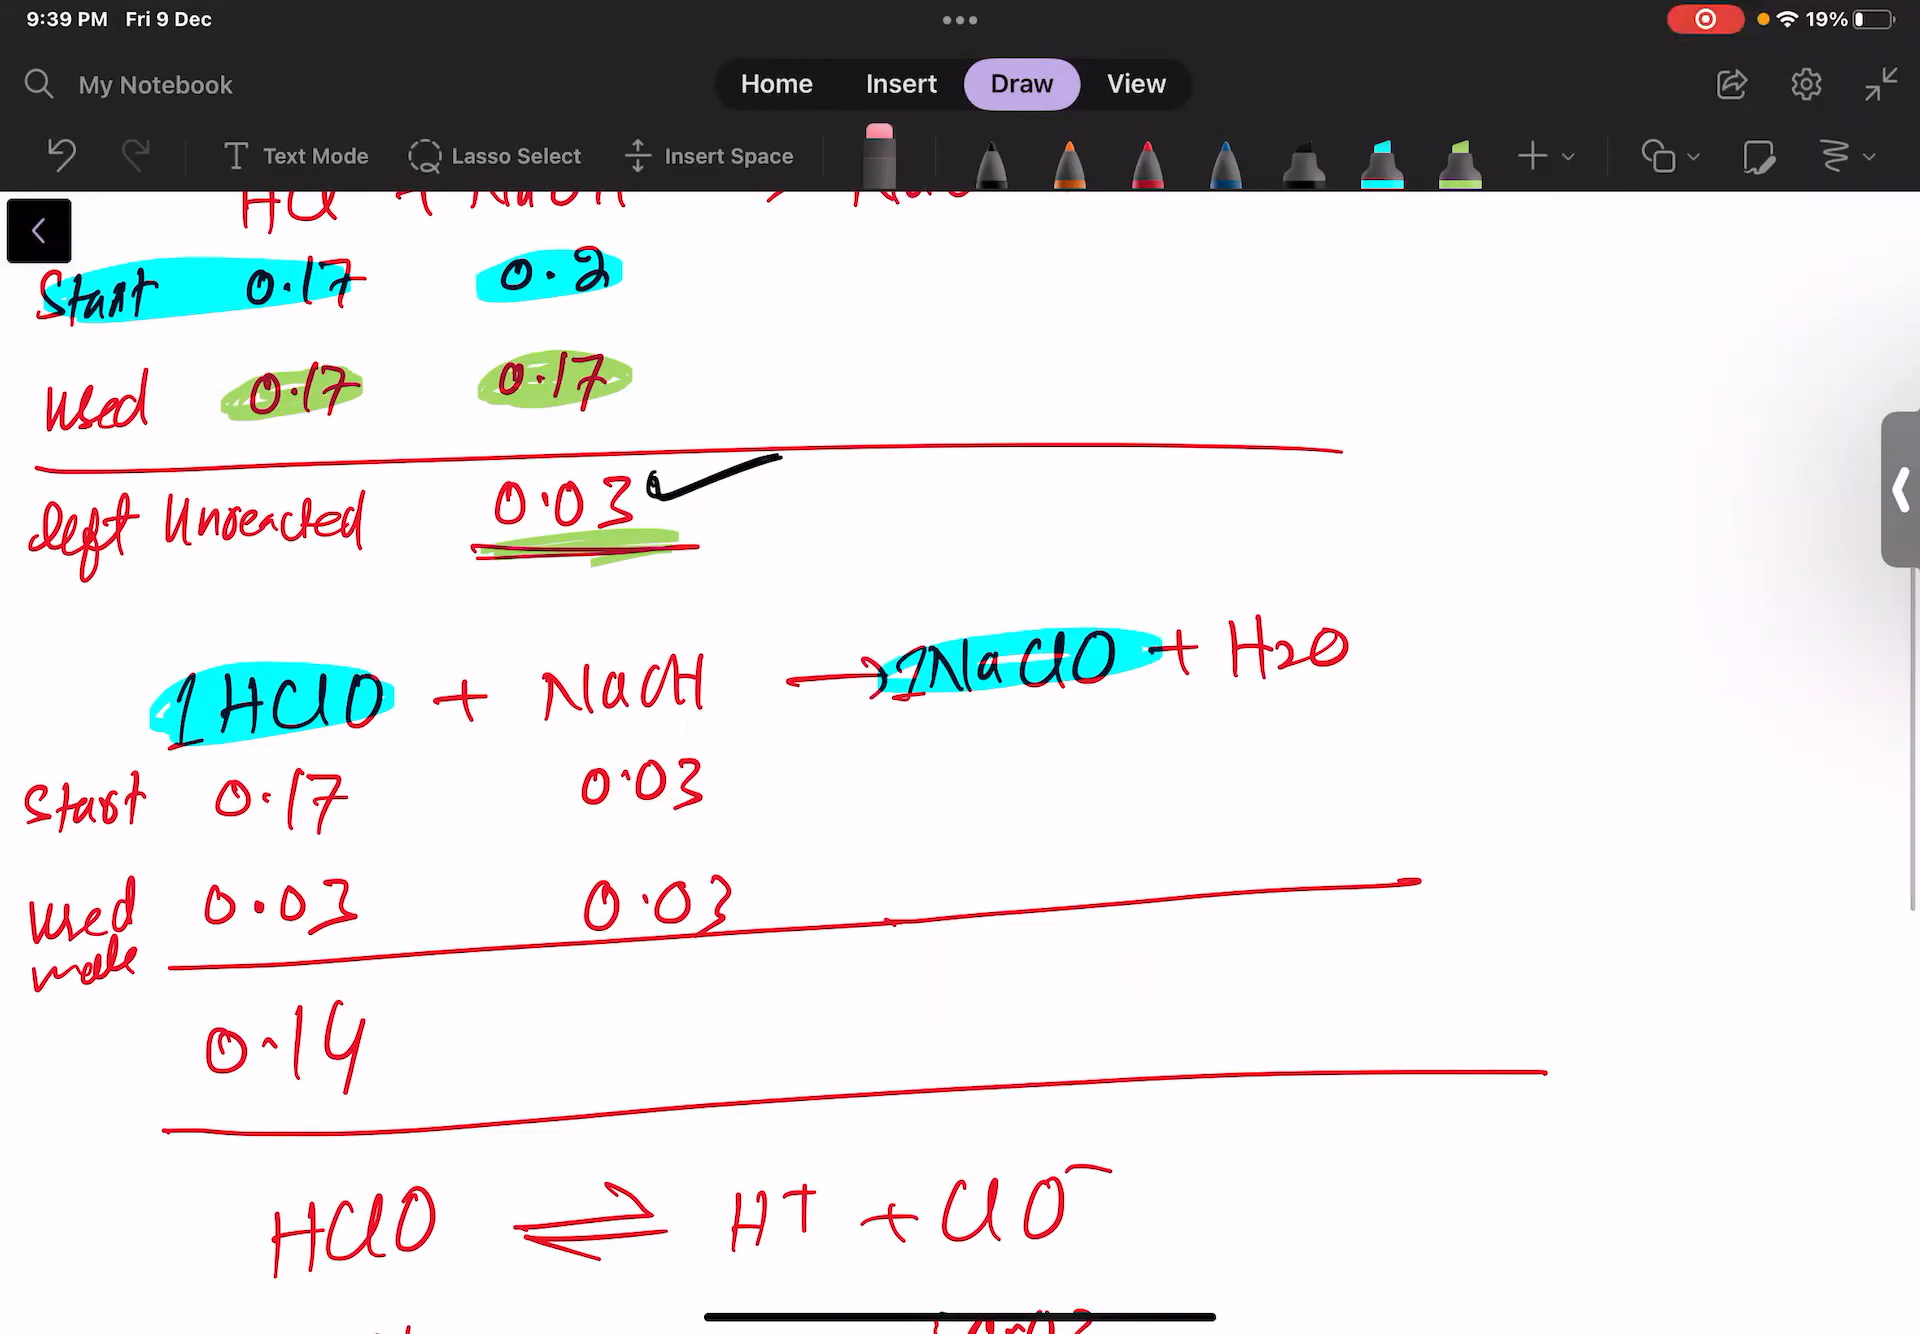 9:39 PM Fri 9 Dec
19%
My Notebook
Home Insert Draw View
Text Mode Lasso Select Insert Space
HCl + NaOH
Start 0.17 0.2
Used 0.17 0.17
left Unreacted 0.03
1 HClO + NaOH → 1 NaClO + H2O
Start 0.17 0.03
Used 0.03 0.03
mole
0.14
HClO ⇌ H+ + ClO-